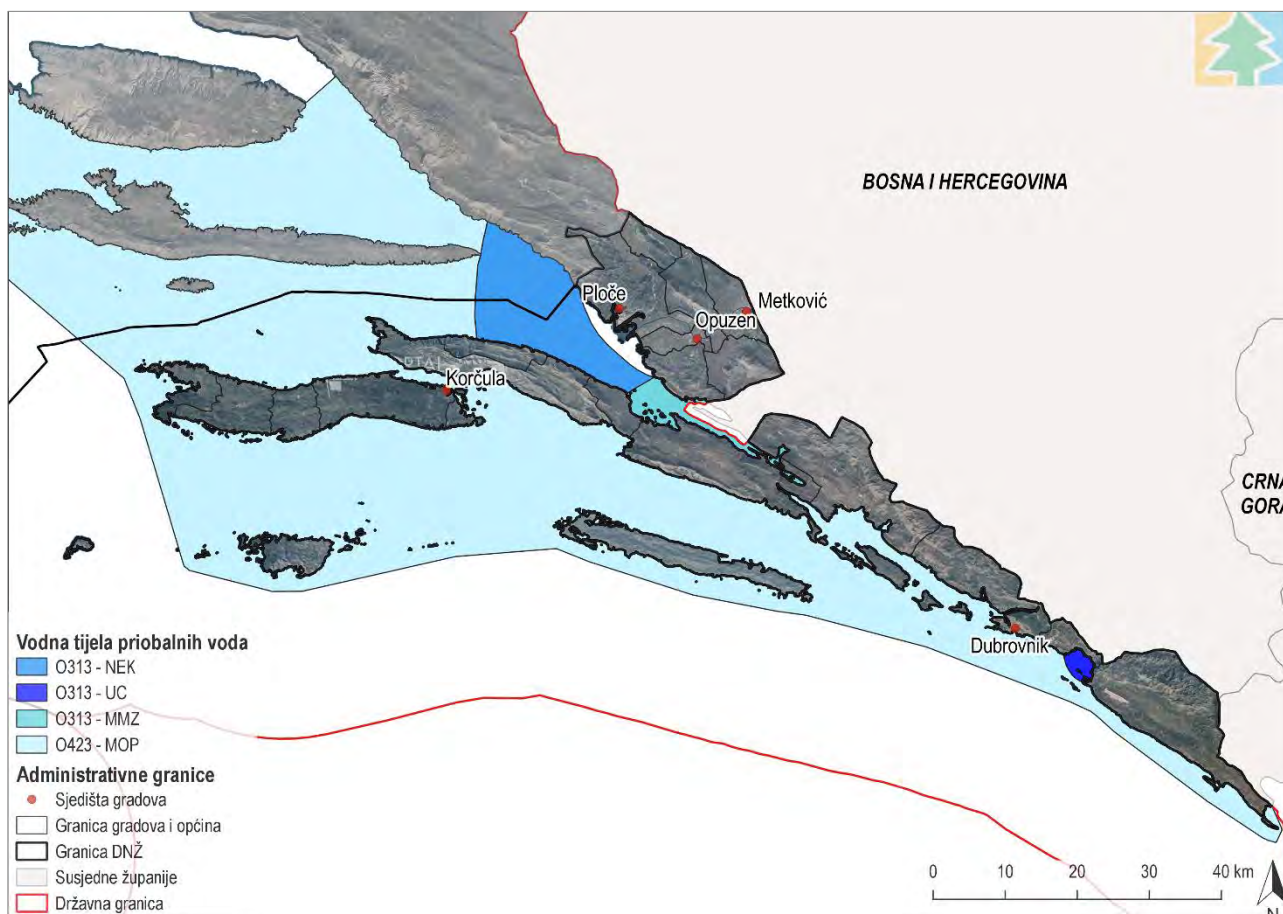 BOSNA I HERCEGOVINA
Ploče
Metković
Opuzen
Korčula
CRNA
GORA
Dubrovnik
Vodna tijela priobalnih voda
O313 - NEK
O313 - UC
O313 - MMZ
O423 - MOP
Administrativne granice
Sjedišta gradova
Granica gradova i općina
Granica DNŽ
Susjedne županije
Državna granica
0 10 20 30 40 km
N